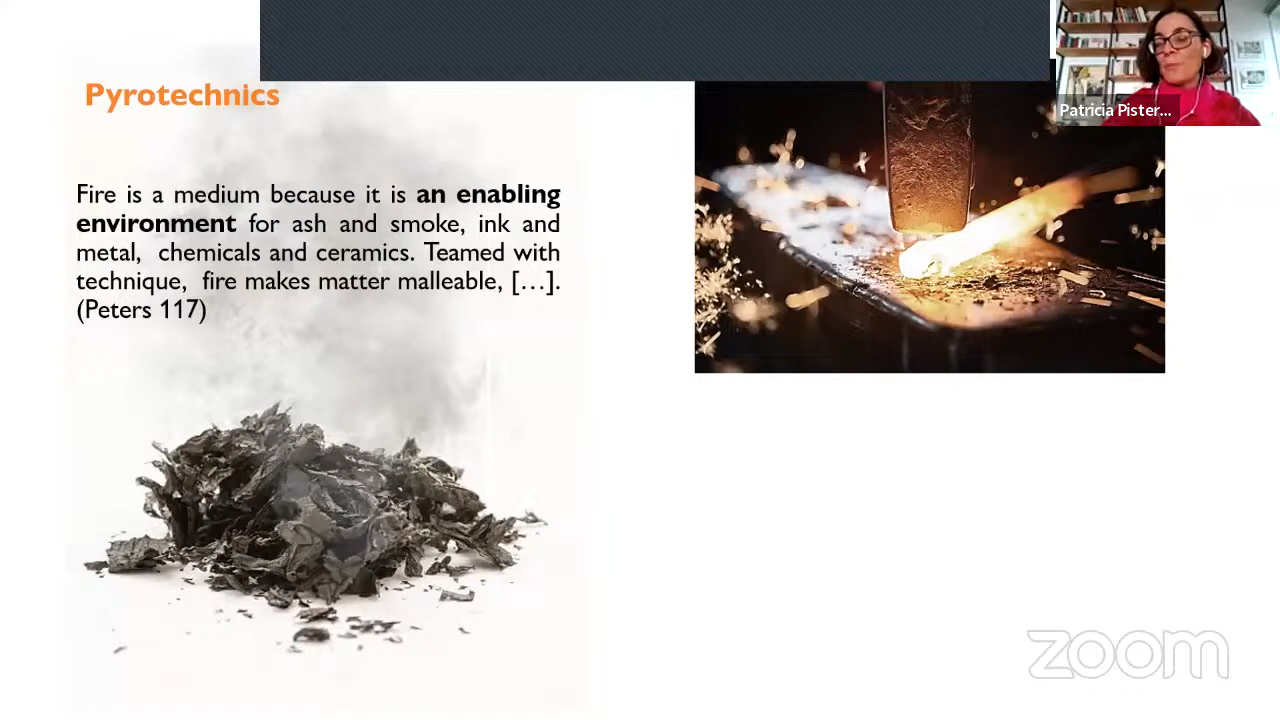 Pyrotechnics
Fire is a medium because it is an enabling
environment for ash and smoke, ink and
metal, chemicals and ceramics. Teamed with
technique, fire makes matter malleable, […].
(Peters 117)
Patricia Pister...
zoom